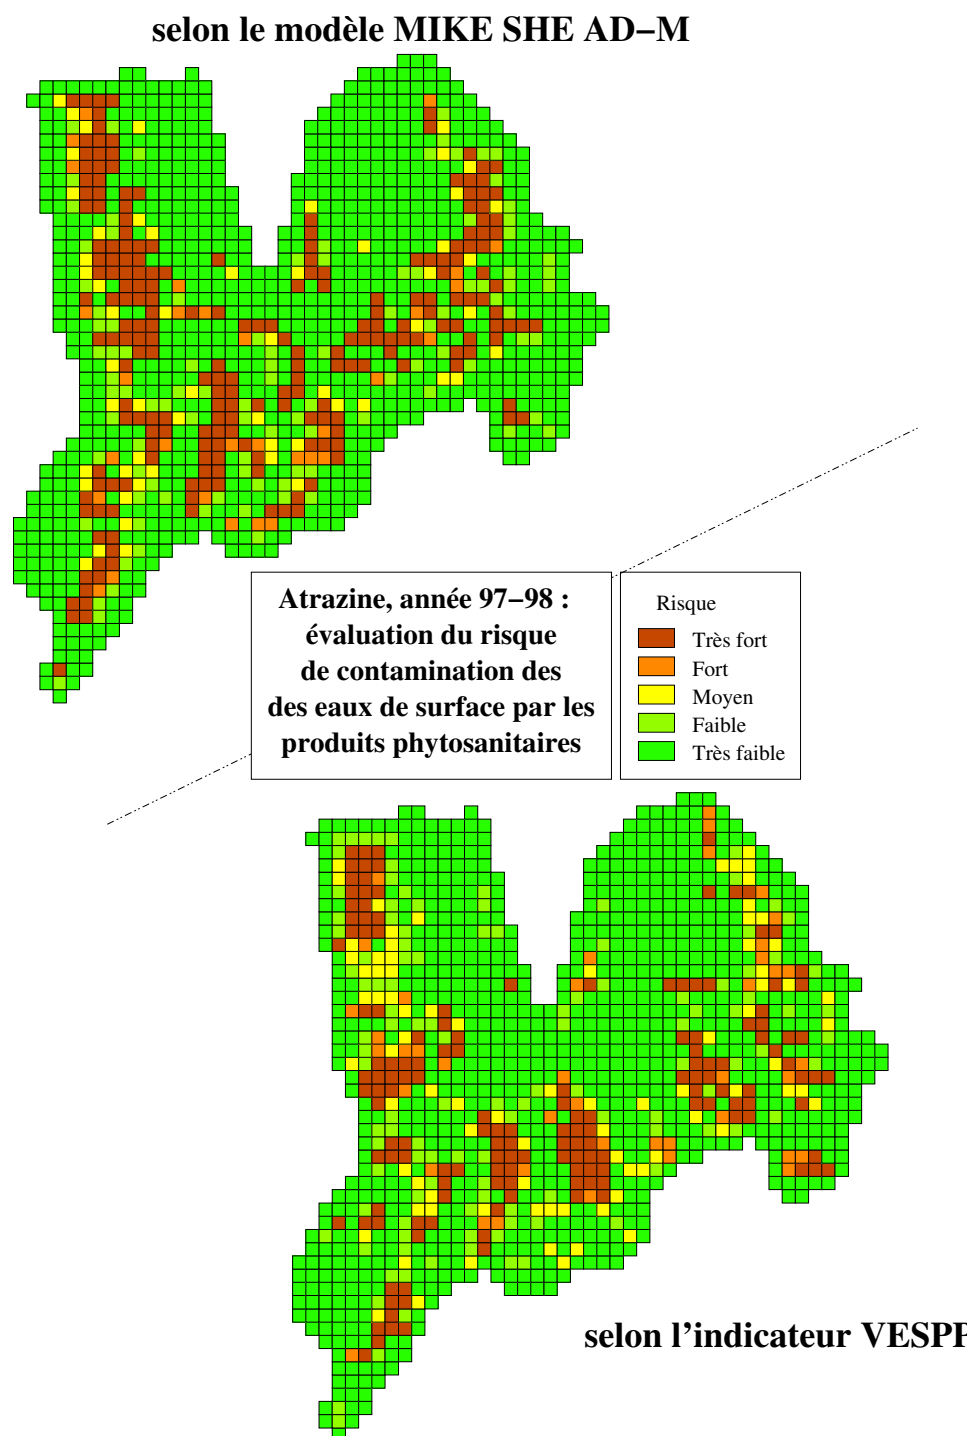 selon le modèle MIKE SHE AD–M
Atrazine, année 97–98 :
évaluation du risque
de contamination des
des eaux de surface par les
produits phytosanitaires
Risque
Très fort
Fort
Moyen
Faible
Très faible
selon l'indicateur VESPP